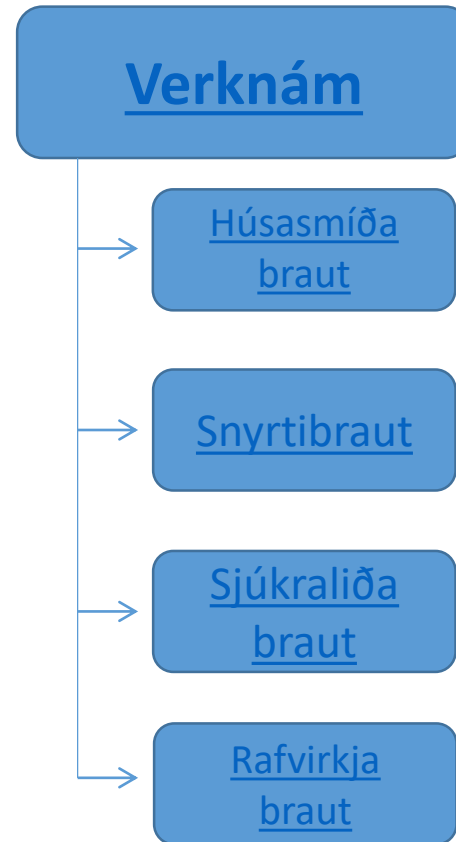 Verknám
Húsasmíða
braut
Snyrtibraut
Sjúkraliða
braut
Rafvirkja
braut